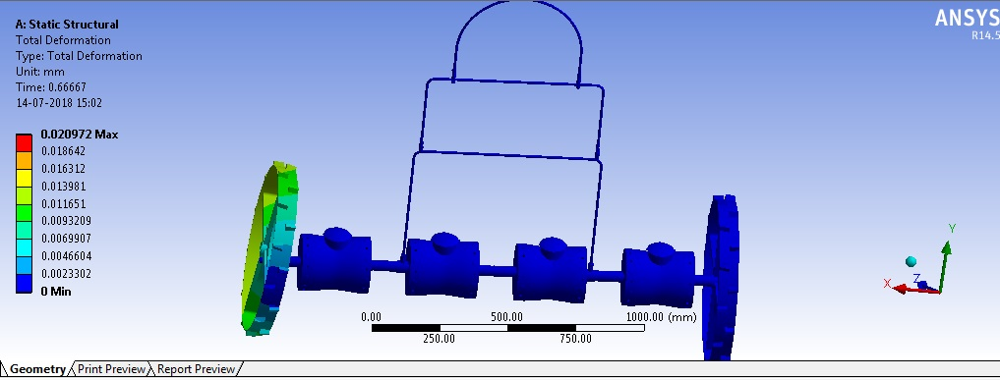 A: Static Structural
Total Deformation
Type: Total Deformation
Unit: mm
Time: 0.66667
14-07-2018 15:02
0.020972 Max
0.018642
0.016312
0.013981
0.011651
0.0093209
0.0069907
0.0046604
0.0023302
0 Min
ANSYS
R14.5
Y
X
Z
0.00 500.00 1000.00 (mm)
250.00 750.00
Geometry Print Preview Report Preview